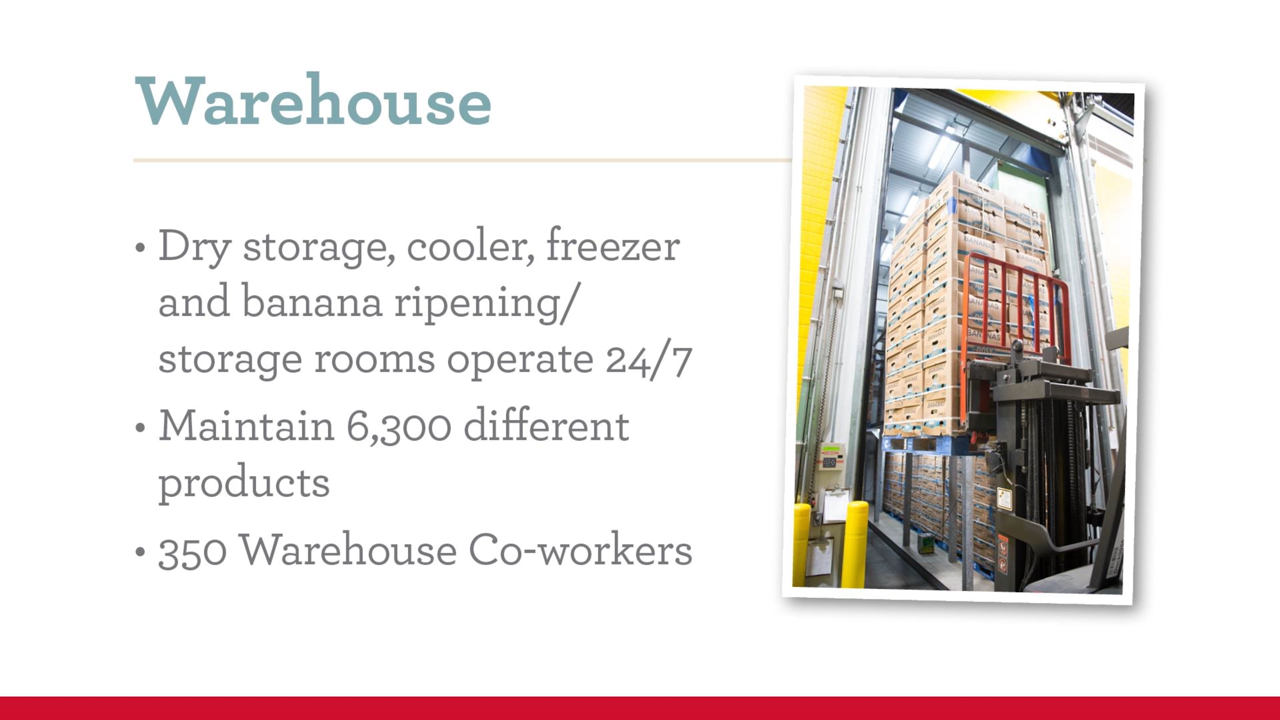 Warehouse
• Dry storage, cooler, freezer
and banana ripening/
storage rooms operate 24/7
• Maintain 6,300 different
products
• 350 Warehouse Co-workers
BANANAS